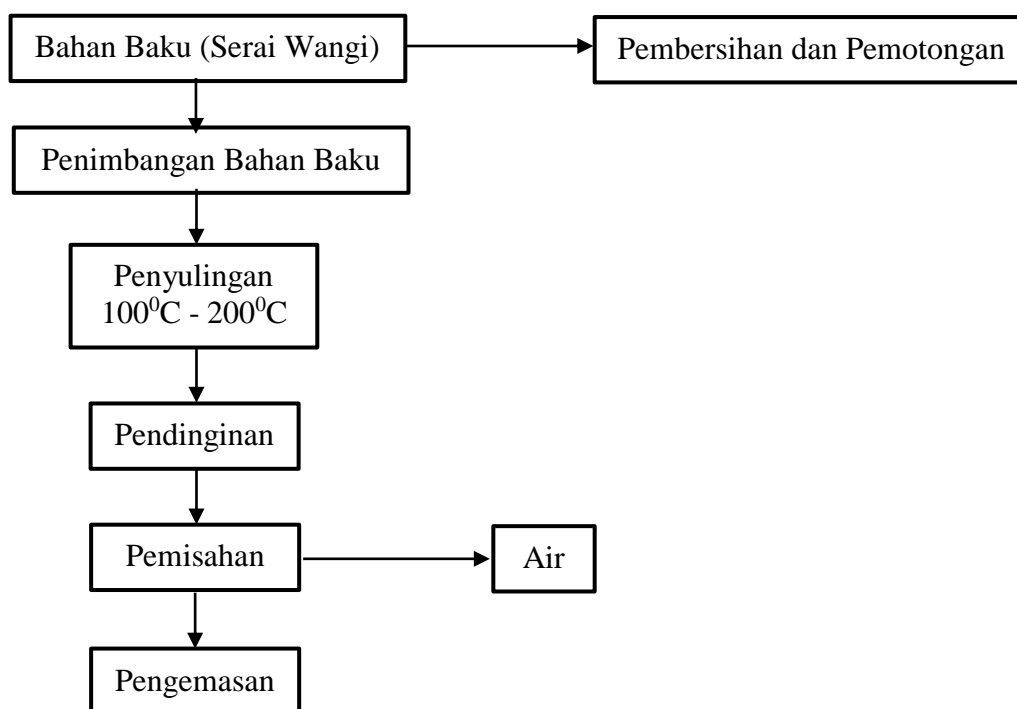 Bahan Baku (Serai Wangi)
Pembersihan dan Pemotongan
Penimbangan Bahan Baku
Penyulingan
100⁰C - 200⁰C
Pendinginan
Pemisahan
Air
Pengemasan